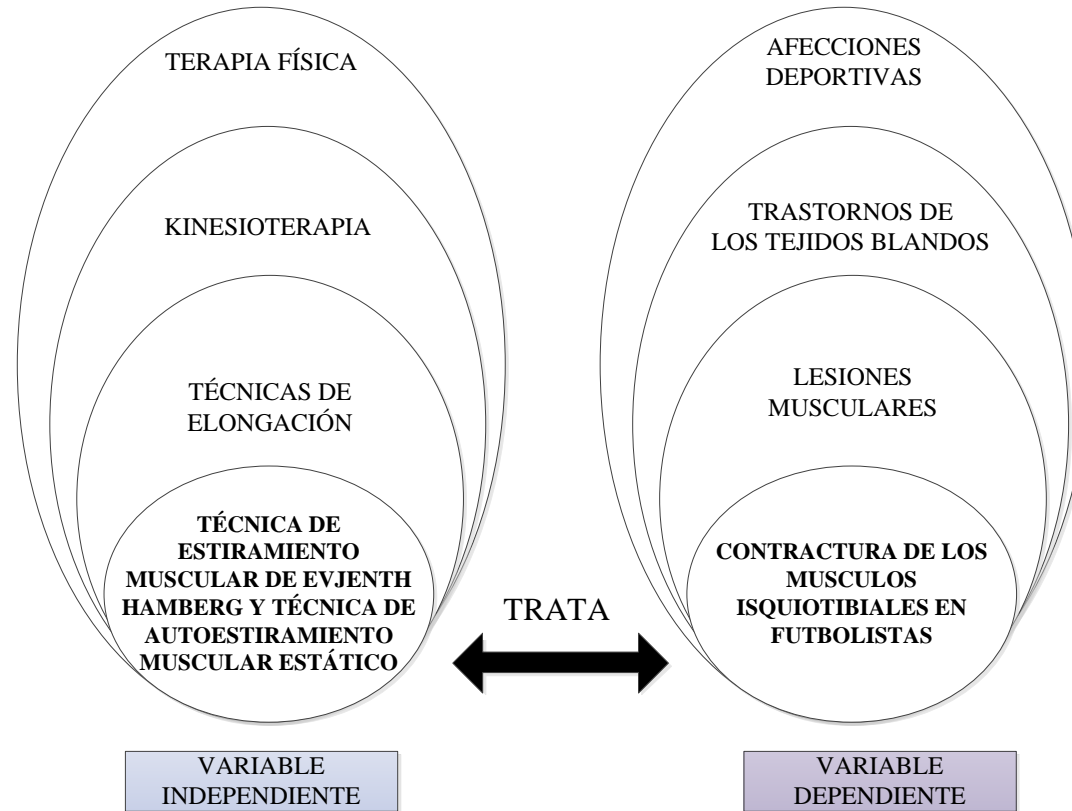 TERAPIA FÍSICA
KINESIOTERAPIA
TÉCNICAS DE
ELONGACIÓN
TÉCNICA DE
ESTIRAMIENTO
MUSCULAR DE EVJENTH
HAMBERG Y TÉCNICA DE
AUTOESTIRAMIENTO
MUSCULAR ESTÁTICO
TRATA
AFECCIONES
DEPORTIVAS
TRASTORNOS DE
LOS TEJIDOS BLANDOS
LESIONES
MUSCULARES
CONTRACTURA DE LOS
MUSCULOS
ISQUIOTIBIALES EN
FUTBOLISTAS
VARIABLE
INDEPENDIENTE
VARIABLE
DEPENDIENTE